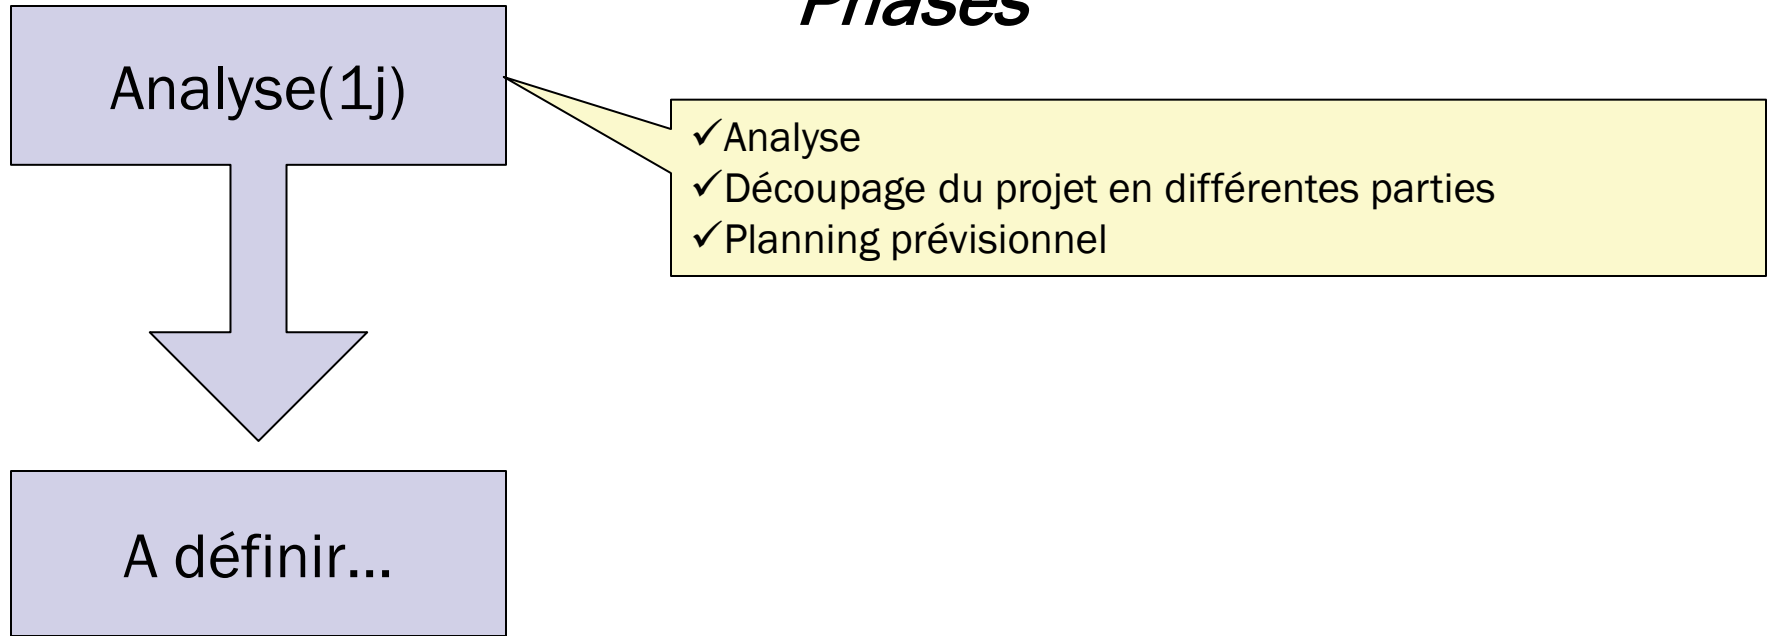 Phases
Analyse(1j)
✓Analyse
✓Découpage du projet en différentes parties
✓Planning prévisionnel
A définir...